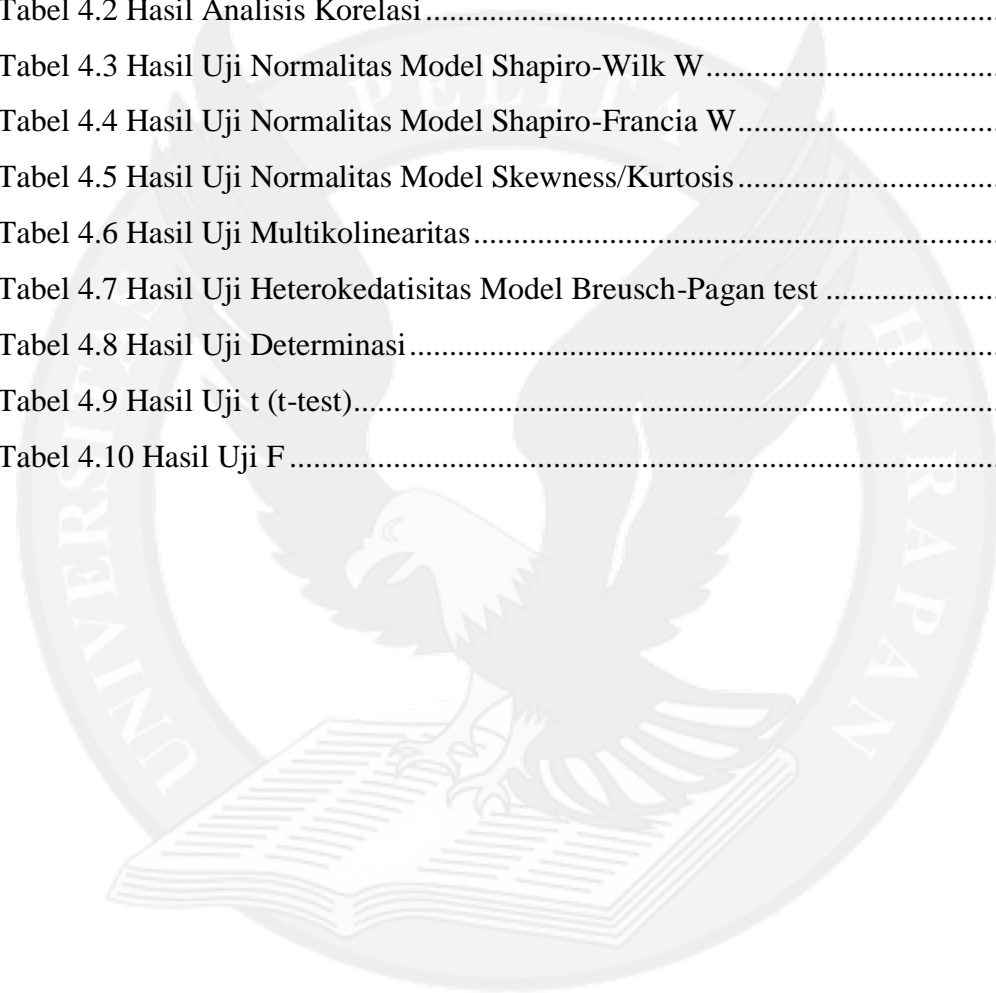 Tabel 4.2 Hasil Analisis Korelasi........................................................................
Tabel 4.3 Hasil Uji Normalitas Model Shapiro-Wilk W.....................................
Tabel 4.4 Hasil Uji Normalitas Model Shapiro-Francia W.................................
Tabel 4.5 Hasil Uji Normalitas Model Skewness/Kurtosis.................................
Tabel 4.6 Hasil Uji Multikolinearitas..................................................................
Tabel 4.7 Hasil Uji Heterokedatisitas Model Breusch-Pagan test .....................
Tabel 4.8 Hasil Uji Determinasi..........................................................................
Tabel 4.9 Hasil Uji t (t-test).................................................................................
Tabel 4.10 Hasil Uji F .........................................................................................
UNIVERSITAS PELITA HARAPAN